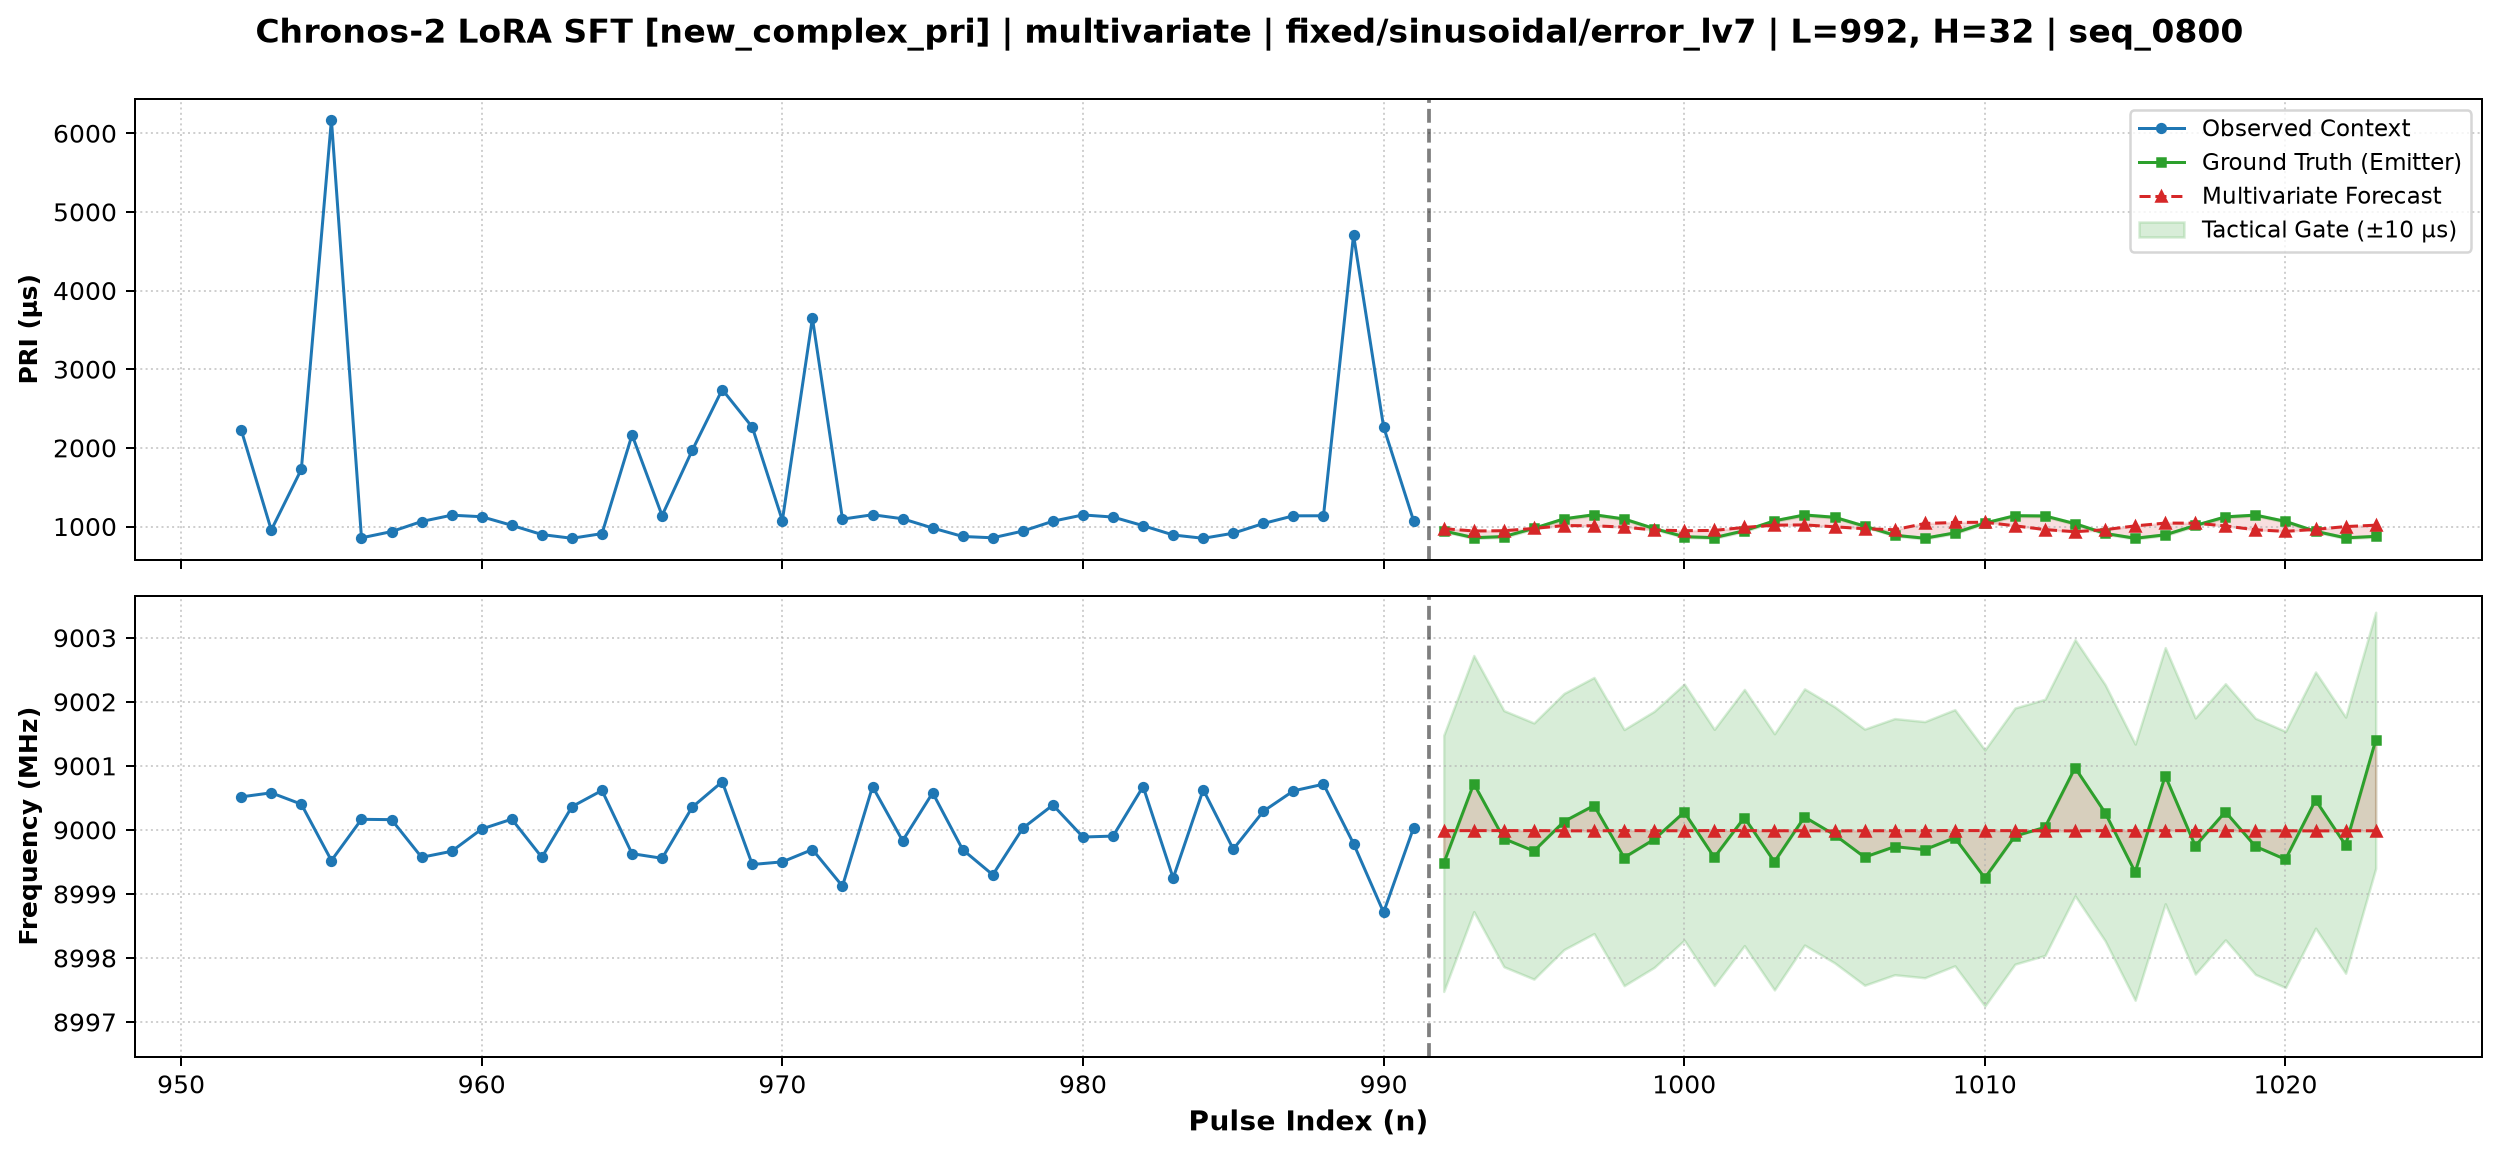 Chronos-2 LoRA SFT [new_complex_pri] | multivariate | fixed/sinusoidal/error_lv7 | L=992, H=32 | seq_0800
PRI (µs)
6000
5000
4000
3000
2000
1000
Observed Context
Ground Truth (Emitter)
Multivariate Forecast
Tactical Gate (±10 µs)
Frequency (MHz)
9003
9002
9001
9000
8999
8998
8997
950 960 970 980 990 1000 1010 1020
Pulse Index (n)